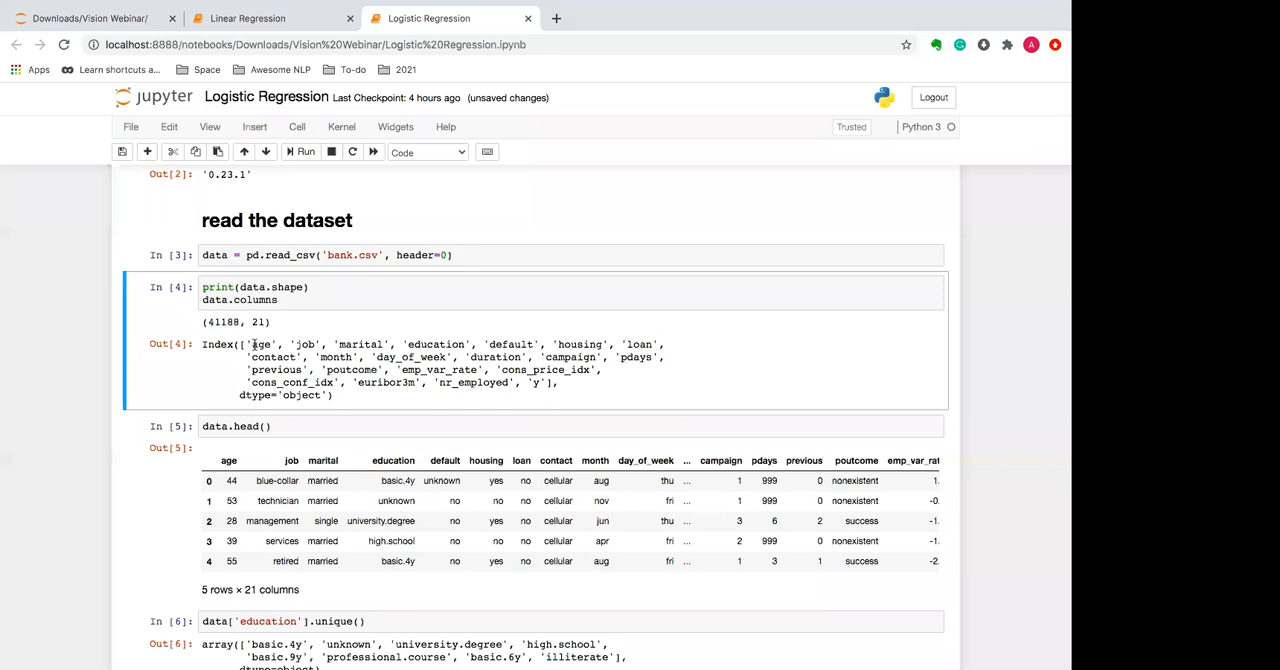 Downloads/Vision Webinar/ Linear Regression Logistic Regression
localhost:8888/notebooks/Downloads/Vision%20Webinar/Logistic%20Regression.ipynb
A
Apps Learn shortcuts a... Space Awesome NLP To-do 2021
jupyter Logistic Regression Last Checkpoint: 4 hours ago (unsaved changes) Logout
File Edit View Insert Cell Kernel Widgets Help Trusted Python 3
Run Code
Out[2]: '0.23.1'
read the dataset
In [3]: data = pd.read_csv('bank.csv', header=0)
In [4]: print(data.shape)
data.columns
(41188, 21)
Out[4]: Index(['age', 'job', 'marital', 'education', 'default', 'housing', 'loan',
'contact', 'month', 'day_of_week', 'duration', 'campaign', 'pdays',
'previous', 'poutcome', 'emp_var_rate', 'cons_price_idx',
'cons_conf_idx', 'euribor3m', 'nr_employed', 'y'],
dtype='object')
In [5]: data.head()
Out[5]:
age job marital education default housing loan contact month day_of_week ... campaign pdays previous poutcome emp_var_rat
0 44 blue-collar married basic.4y unknown yes no cellular aug thu ... 1 999 0 nonexistent 1.
1 53 technician married unknown no no no cellular nov fri ... 1 999 0 nonexistent -0.
2 28 management single university.degree no yes no cellular jun thu ... 3 6 2 success -1.
3 39 services married high.school no no no cellular apr fri ... 2 999 0 nonexistent -1.
4 55 retired married basic.4y no yes no cellular aug fri ... 1 3 1 success -2.
5 rows × 21 columns
In [6]: data['education'].unique()
Out[6]: array(['basic.4y', 'unknown', 'university.degree', 'high.school',
'basic.9y', 'professional.course', 'basic.6y', 'illiterate'],
dtype=object)